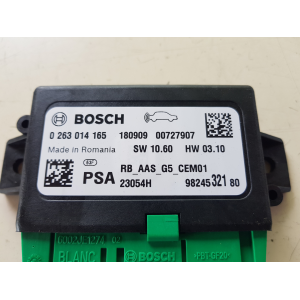 BOSCH
0 263 014 165 180909 00727907
Made in Romania SW 10.60 HW 03.10
PSA RB_AAS_G5_CEM01
23054H 98245 321 80
BLANC